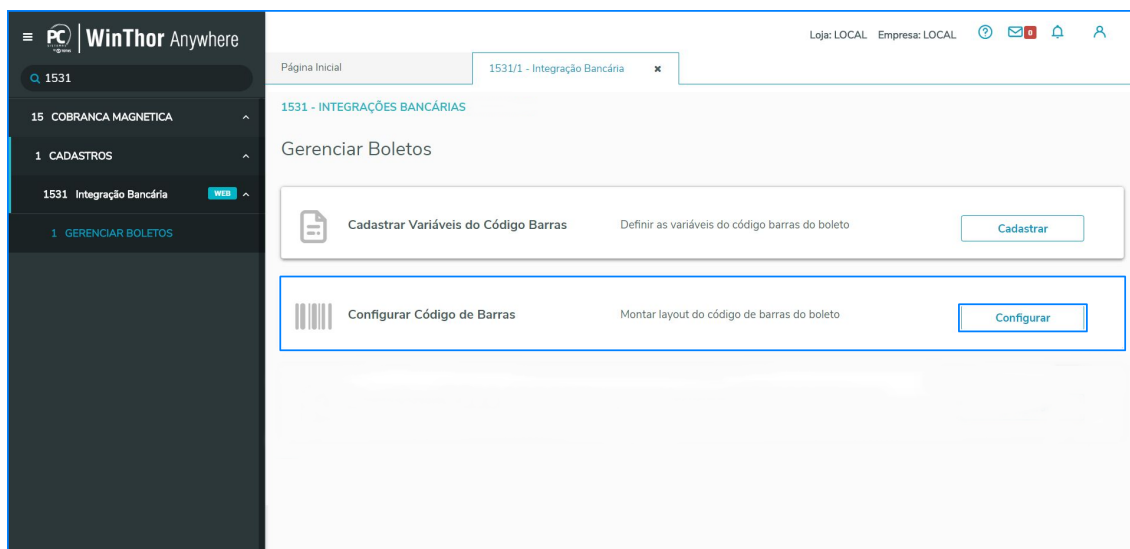 PC WinThor Anywhere
Loja: LOCAL Empresa: LOCAL
1531
Página Inicial
1531/1 - Integração Bancária ×
15 COBRANCA MAGNETICA
1 CADASTROS
1531 Integração Bancária WEB
1 GERENCIAR BOLETOS
1531 - INTEGRAÇÕES BANCÁRIAS
Gerenciar Boletos
Cadastrar Variáveis do Código Barras
Definir as variáveis do código barras do boleto
Cadastrar
Configurar Código de Barras
Montar layout do código de barras do boleto
Configurar